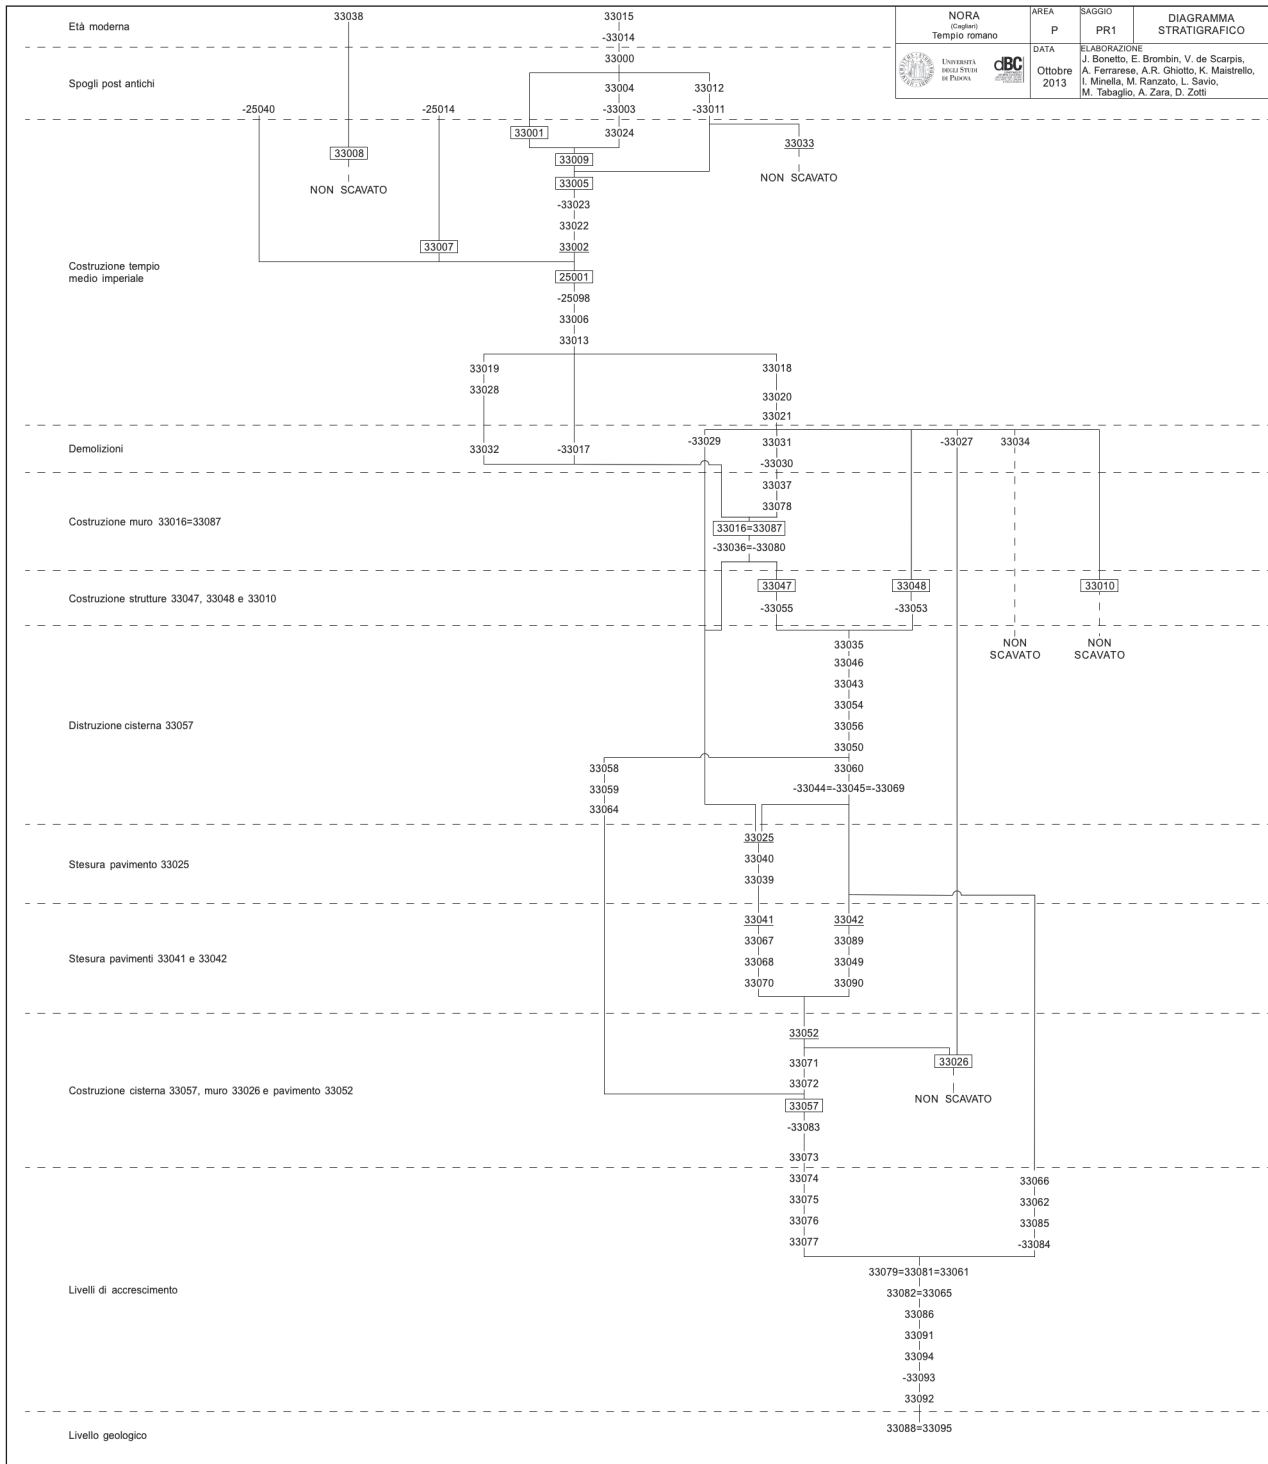 NORA
(Cagliari)
Tempio romano
AREA
P
SAGGIO
PR1
DIAGRAMMA
STRATIGRAFICO
UNIVERSITÀ
DEGLI STUDI
DI PADOVA
dBC
DATA
Ottobre
2013
ELABORAZIONE
J. Bonetto, E. Brombin, V. de Scarpis,
A. Ferrarese, A.R. Ghiotto, K. Maistrello,
I. Minella, M. Ranzato, L. Savio,
M. Tabaglio, A. Zara, D. Zotti
Età moderna
33038 33015
-33014
33000
Spogli post antichi
33004 33012
-25040 -25014 -33003 -33011
33001 33024
33033
33008 33009
NON SCAVATO 33005 NON SCAVATO
-33023
33022
33007 33002
Costruzione tempio
medio imperiale
25001
-25098
33006
33013
33019 33018
33028 33020
33021
Demolizioni
33032 -33017 -33029 33031 -33027 33034
-33030
33037
33078
Costruzione muro 33016=33087
33016=33087
-33036=-33080
33047 33048 33010
Costruzione strutture 33047, 33048 e 33010
-33055 -33053
33035 NON
SCAVATO NON
SCAVATO
33046
33043
33054
Distruzione cisterna 33057
33056
33050
33058 33060
33059 -33044=-33045=-33069
33064
33025
Stesura pavimento 33025
33040
33039
33041 33042
33067 33089
Stesura pavimenti 33041 e 33042
33068 33049
33070 33090
33052
33071 33026
33072
Costruzione cisterna 33057, muro 33026 e pavimento 33052
NON SCAVATO
33057
-33083
33073
33074 33066
33075 33062
33076 33085
33077 -33084
33079=33081=33061
Livelli di accrescimento
33082=33065
33086
33091
33094
-33093
33092
33088=33095
Livello geologico